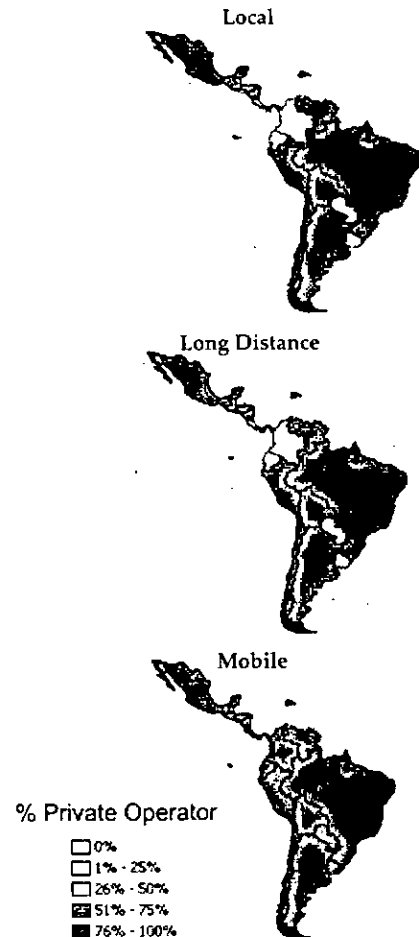 Local
Long Distance
Mobile
% Private Operator
0%
1% - 25%
26% - 50%
51% - 75%
76% - 100%